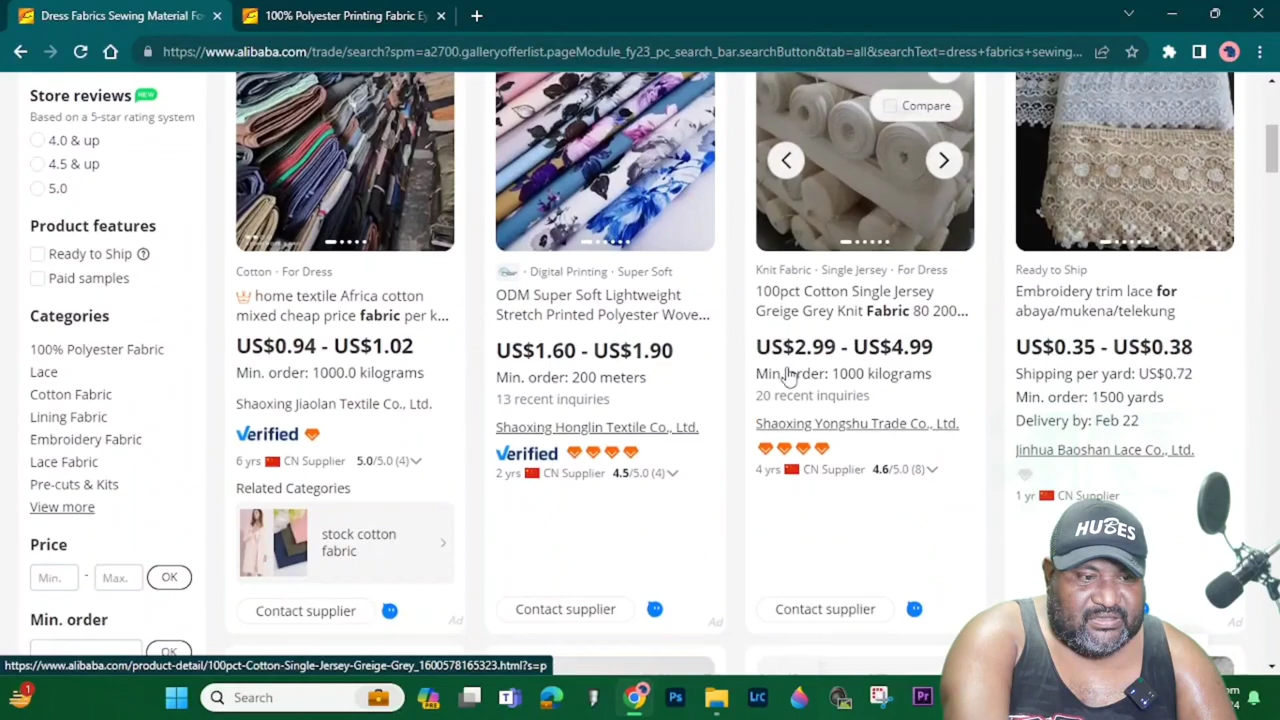 Dress Fabrics Sewing Material Fo
100% Polyester Printing Fabric Ey
https://www.alibaba.com/trade/search?spm=a2700.galleryofferlist.pageModule_fy23_pc_search_bar.searchButton&tab=all&searchText=dress+fabrics+sewing...
Store reviews NEW
Based on a 5-star rating system
4.0 & up
4.5 & up
5.0
Product features
Ready to Ship
Paid samples
Categories
100% Polyester Fabric
Lace
Cotton Fabric
Lining Fabric
Embroidery Fabric
Lace Fabric
Pre-cuts & Kits
View more
Price
Min. - Max. OK
Min. order
OK
Cotton · For Dress
home textile Africa cotton
mixed cheap price fabric per k...
US$0.94 - US$1.02
Min. order: 1000.0 kilograms
Shaoxing Jiaolan Textile Co., Ltd.
Verified
6 yrs CN Supplier 5.0/5.0 (4)
Related Categories
stock cotton
fabric
Contact supplier
Ad
· Digital Printing · Super Soft
ODM Super Soft Lightweight
Stretch Printed Polyester Wove...
US$1.60 - US$1.90
Min. order: 200 meters
13 recent inquiries
Shaoxing Honglin Textile Co., Ltd.
Verified
2 yrs CN Supplier 4.5/5.0 (4)
Contact supplier
Ad
Compare
Knit Fabric · Single Jersey · For Dress
100pct Cotton Single Jersey
Greige Grey Knit Fabric 80 200...
US$2.99 - US$4.99
Min. order: 1000 kilograms
20 recent inquiries
Shaoxing Yongshu Trade Co., Ltd.
4 yrs CN Supplier 4.6/5.0 (8)
Contact supplier
Ready to Ship
Embroidery trim lace for
abaya/mukena/telekung
US$0.35 - US$0.38
Shipping per yard: US$0.72
Min. order: 1500 yards
Delivery by: Feb 22
Jinhua Baoshan Lace Co., Ltd.
1 yr CN Supplier
Ad
HUBES
https://www.alibaba.com/product-detail/100pct-Cotton-Single-Jersey-Greige-Grey_1600578165323.html?s=p
1
Search
PRE
Ps
Lrc
Pr